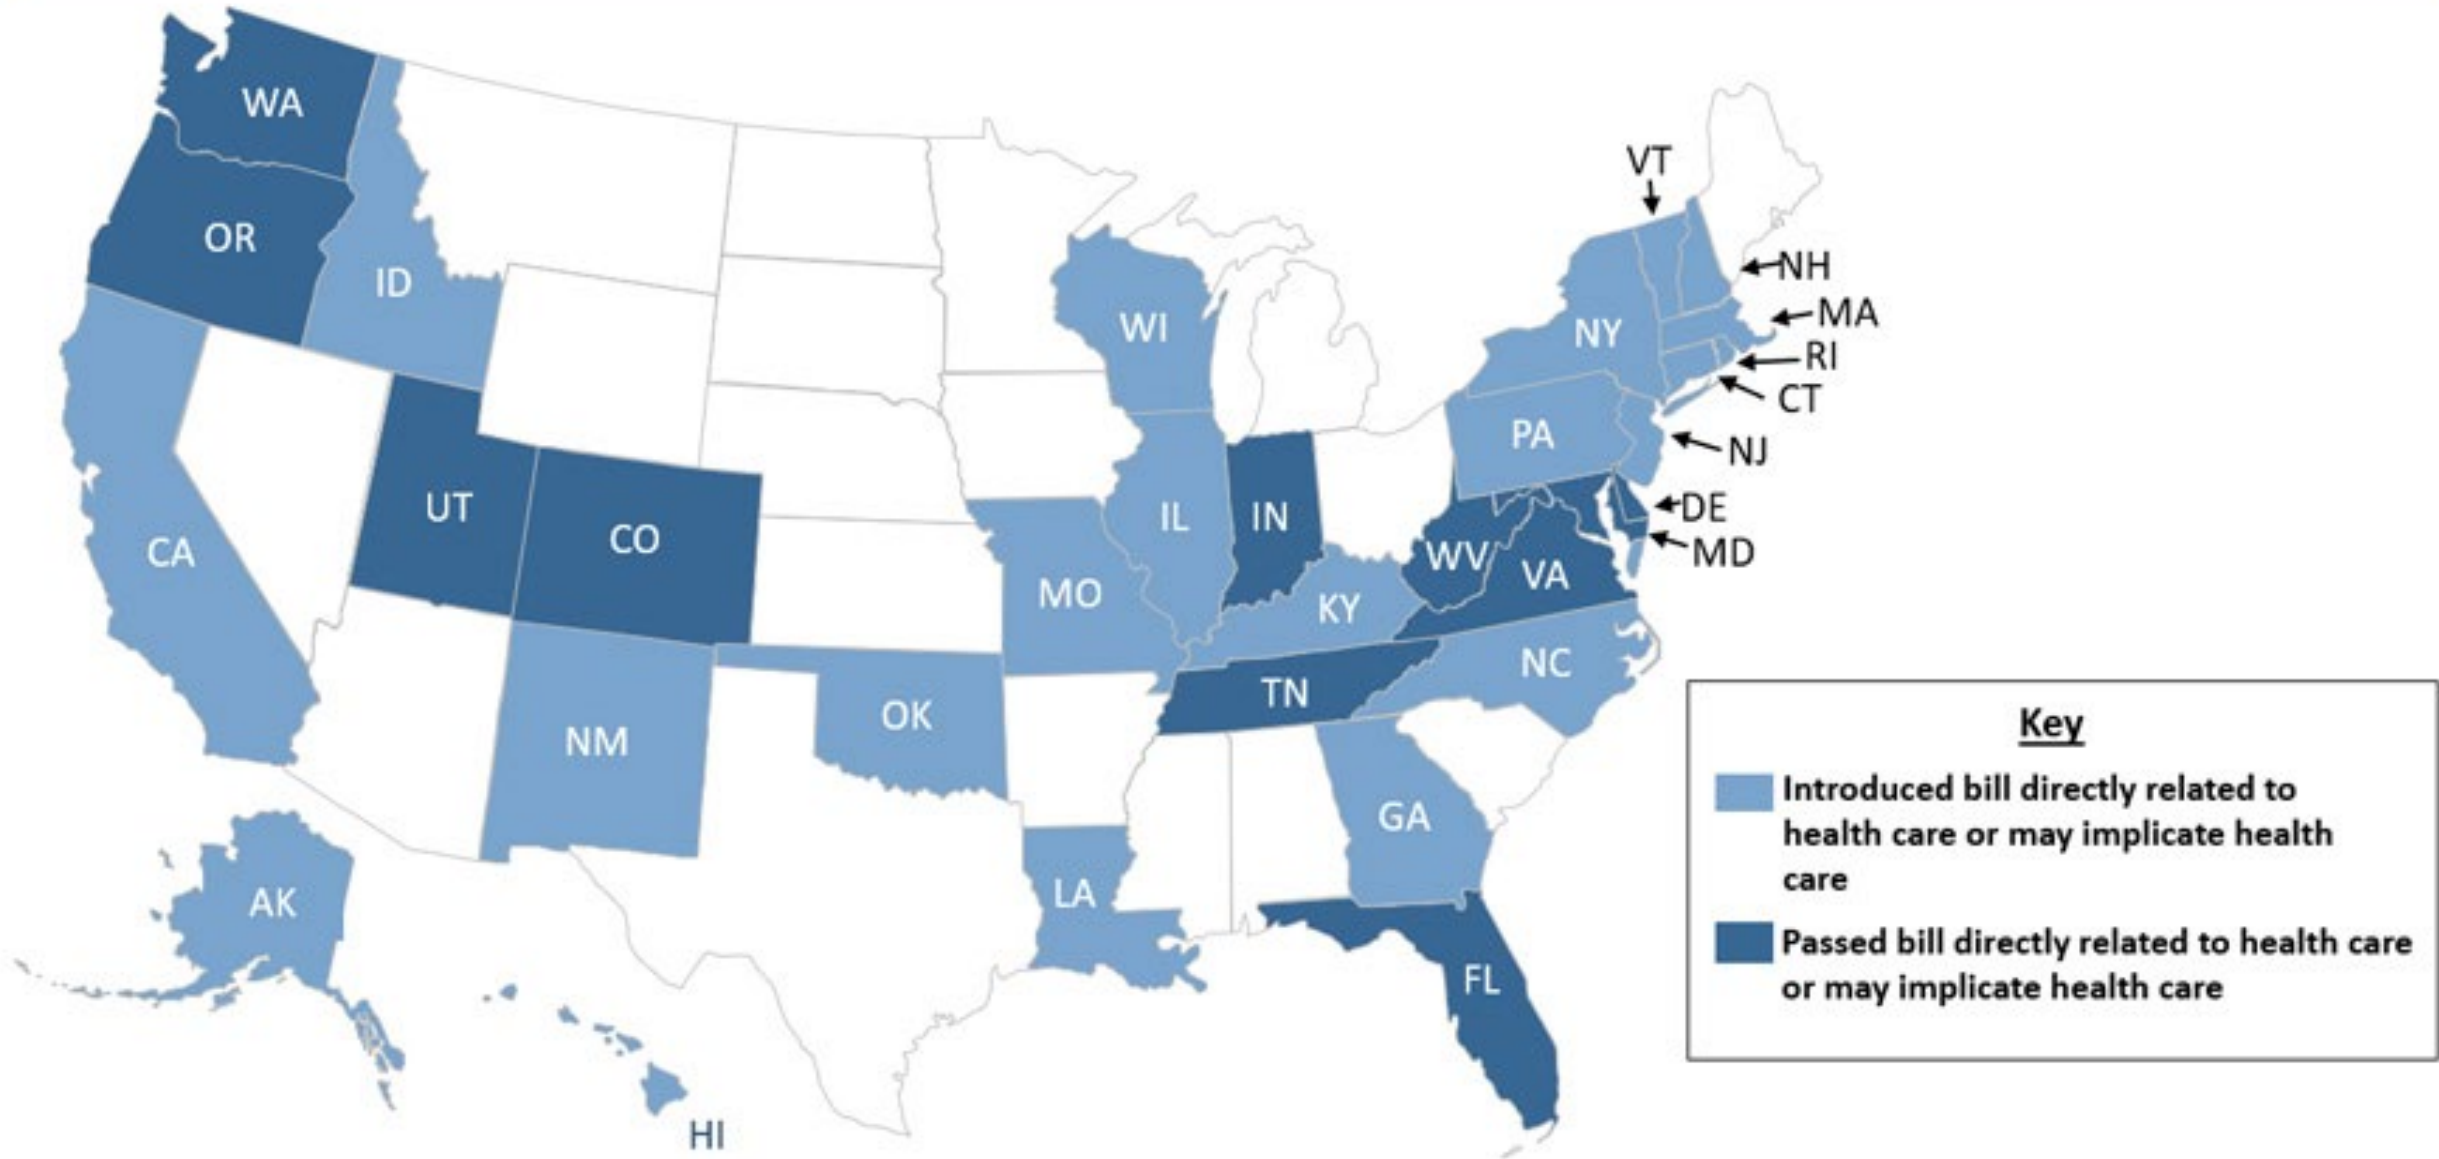 WA
VT
OR
NH
ID
MA
WI
NY
RI
CT
PA
NJ
UT
CO
IL
IN
DE
CA
WV
MD
VA
MO
KY
NC
TN
OK
NM
GA
LA
AK
FL
HI
Key
Introduced bill directly related to
health care or may implicate health
care
Passed bill directly related to health care
or may implicate health care